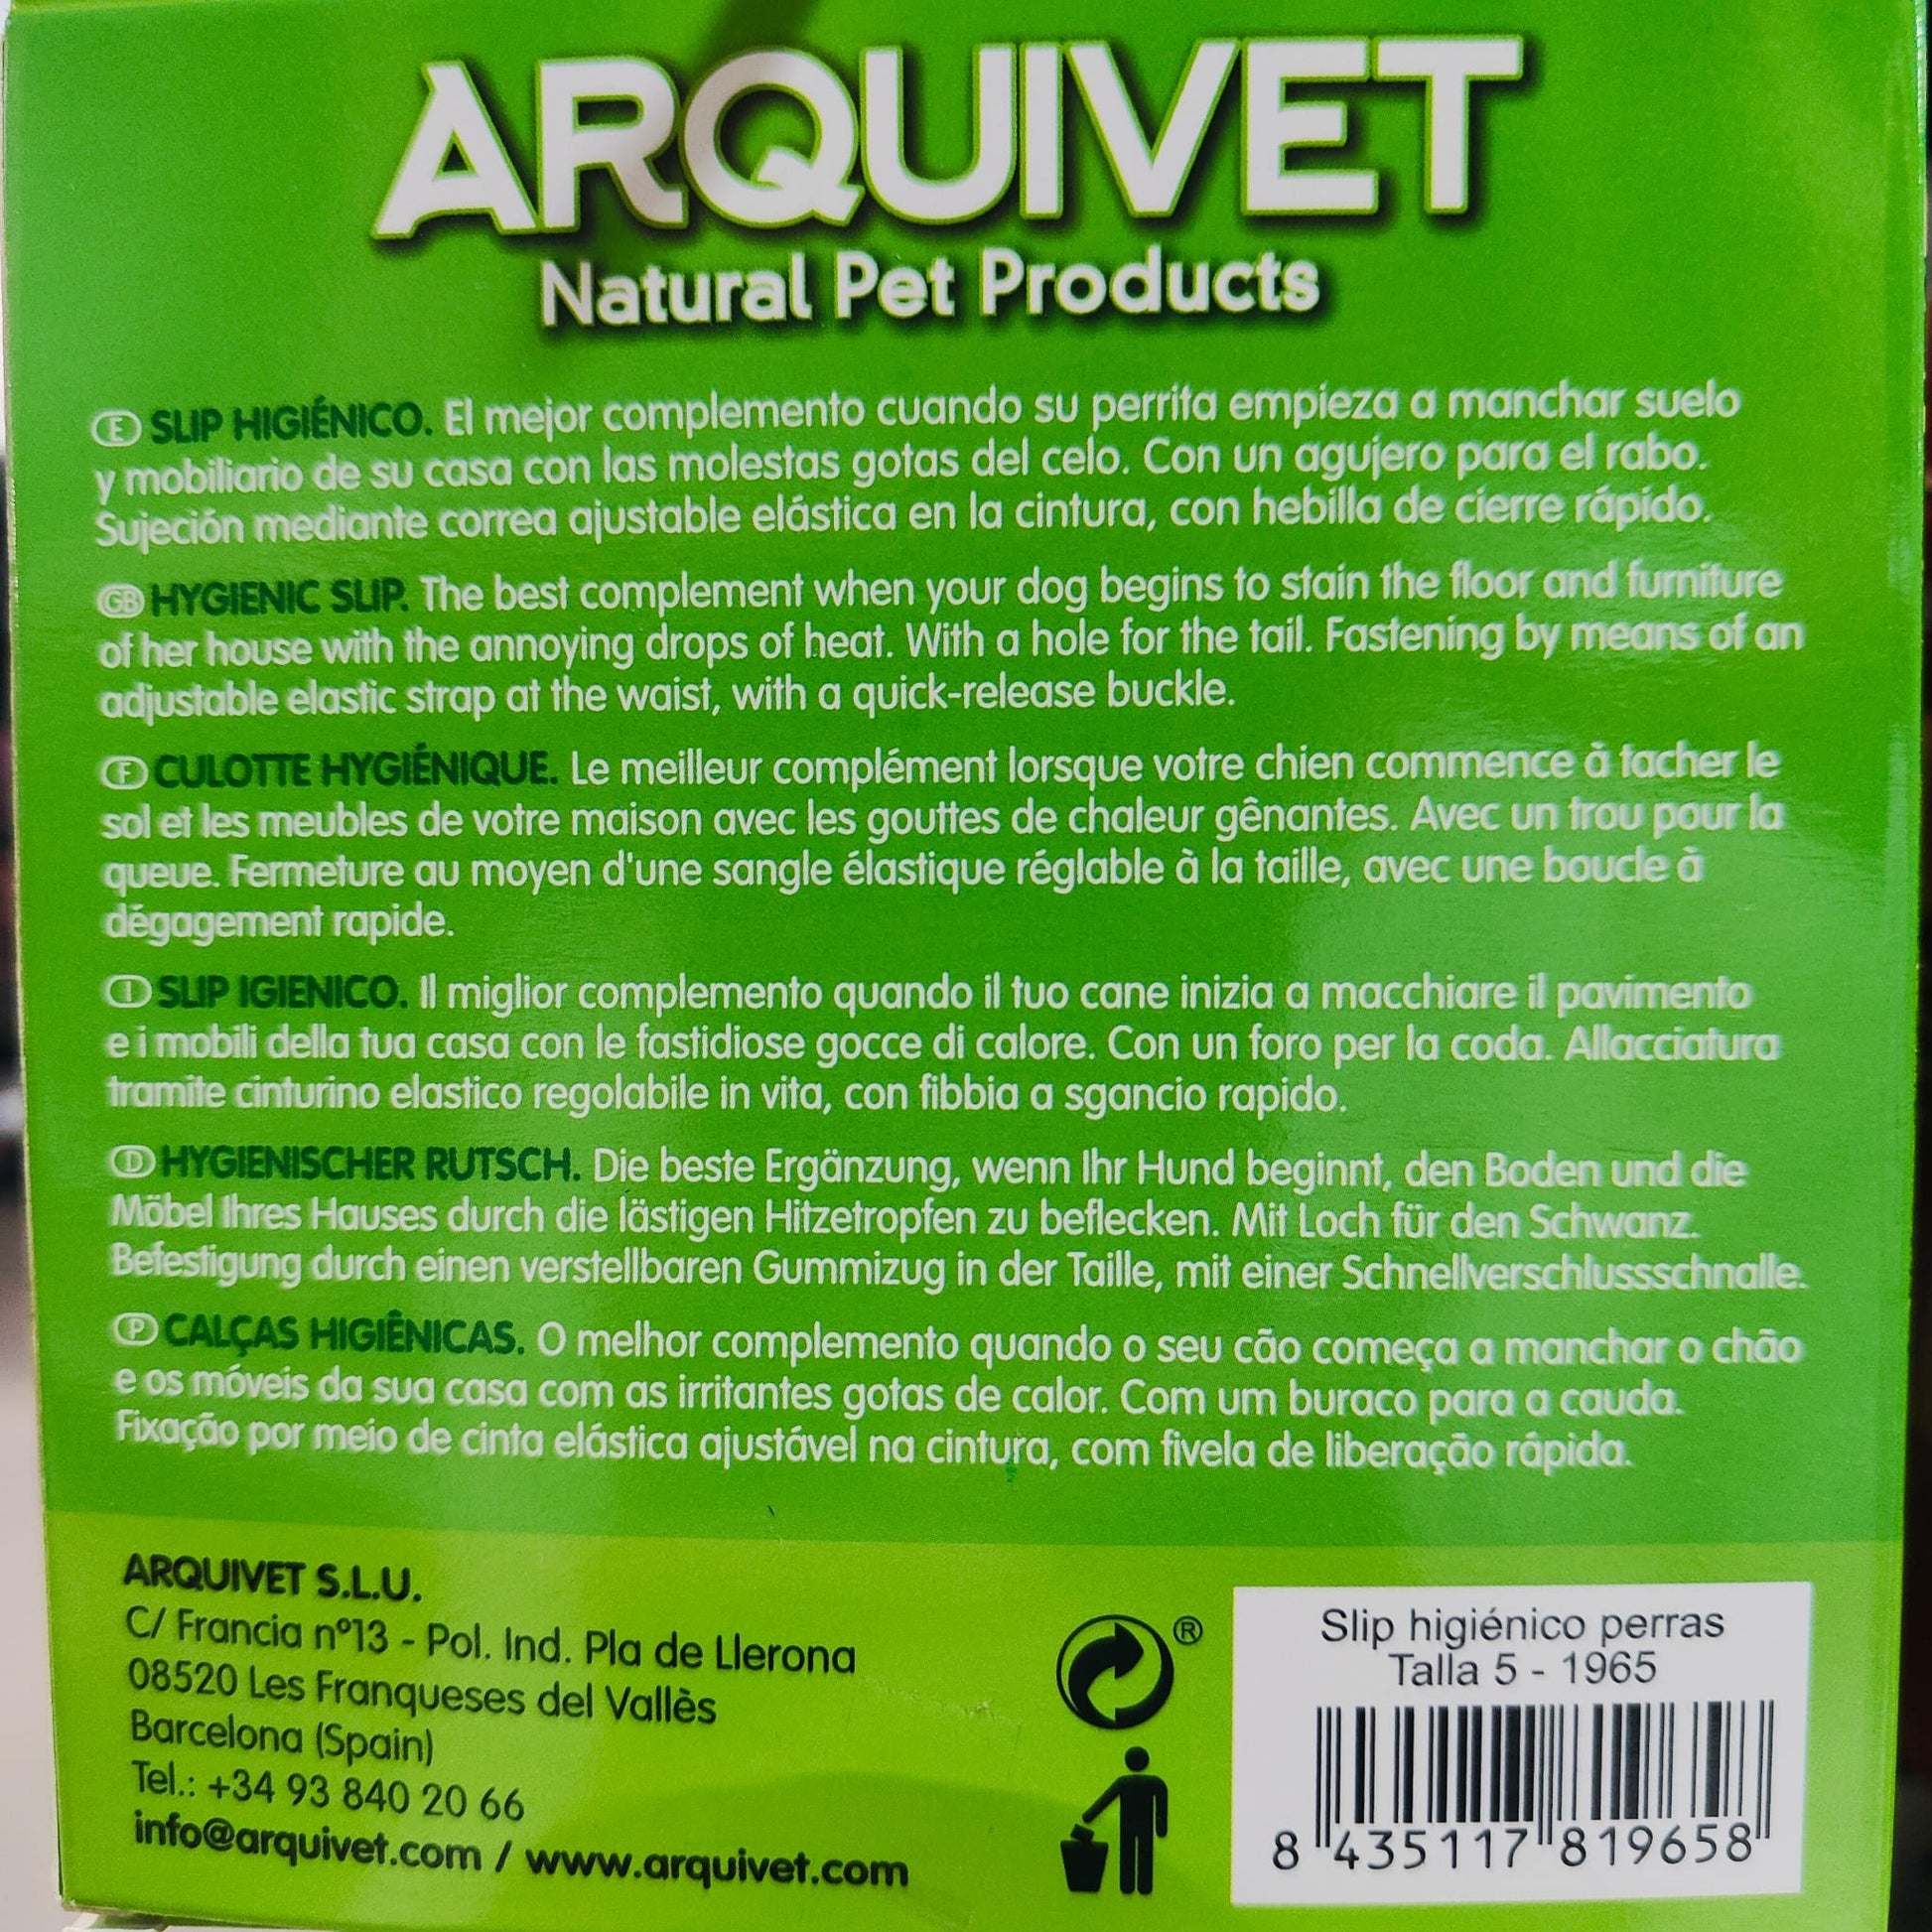 ARQUIVET
Natural Pet Products
E SLIP HIGIÉNICO. El mejor complemento cuando su perrita empieza a manchar suelo
y mobiliario de su casa con las molestas gotas del celo. Con un agujero para el rabo.
Sujeción mediante correa ajustable elástica en la cintura, con hebilla de cierre rápido.
GB HYGIENIC SLIP. The best complement when your dog begins to stain the floor and furniture
of her house with the annoying drops of heat. With a hole for the tail. Fastening by means of an
adjustable elastic strap at the waist, with a quick-release buckle.
F CULOTTE HYGIÉNIQUE. Le meilleur complément lorsque votre chien commence à tacher le
sol et les meubles de votre maison avec les gouttes de chaleur gênantes. Avec un trou pour la
queue. Fermeture au moyen d'une sangle élastique réglable à la taille, avec une boucle à
dégagement rapide.
I SLIP IGIENICO. Il miglior complemento quando il tuo cane inizia a macchiare il pavimento
e i mobili della tua casa con le fastidiose gocce di calore. Con un foro per la coda. Allacciatura
tramite cinturino elastico regolabile in vita, con fibbia a sgancio rapido.
D HYGIENISCHER RUTSCH. Die beste Ergänzung, wenn Ihr Hund beginnt, den Boden und die
Möbel Ihres Hauses durch die lästigen Hitzetropfen zu beflecken. Mit Loch für den Schwanz.
Befestigung durch einen verstellbaren Gummizug in der Taille, mit einer Schnellverschlussschnalle.
P CALÇAS HIGIÊNICAS. O melhor complemento quando o seu cão começa a manchar o chão
e os móveis da sua casa com as irritantes gotas de calor. Com um buraco para a cauda.
Fixação por meio de cinta elástica ajustável na cintura, com fivela de liberação rápida.
ARQUIVET S.L.U.
C/ Francia nº13 - Pol. Ind. Pla de Llerona
08520 Les Franqueses del Vallès
Barcelona (Spain)
Tel.: +34 93 840 20 66
info@arquivet.com / www.arquivet.com
®
Slip higiénico perras
Talla 5 - 1965
8 435117 819658